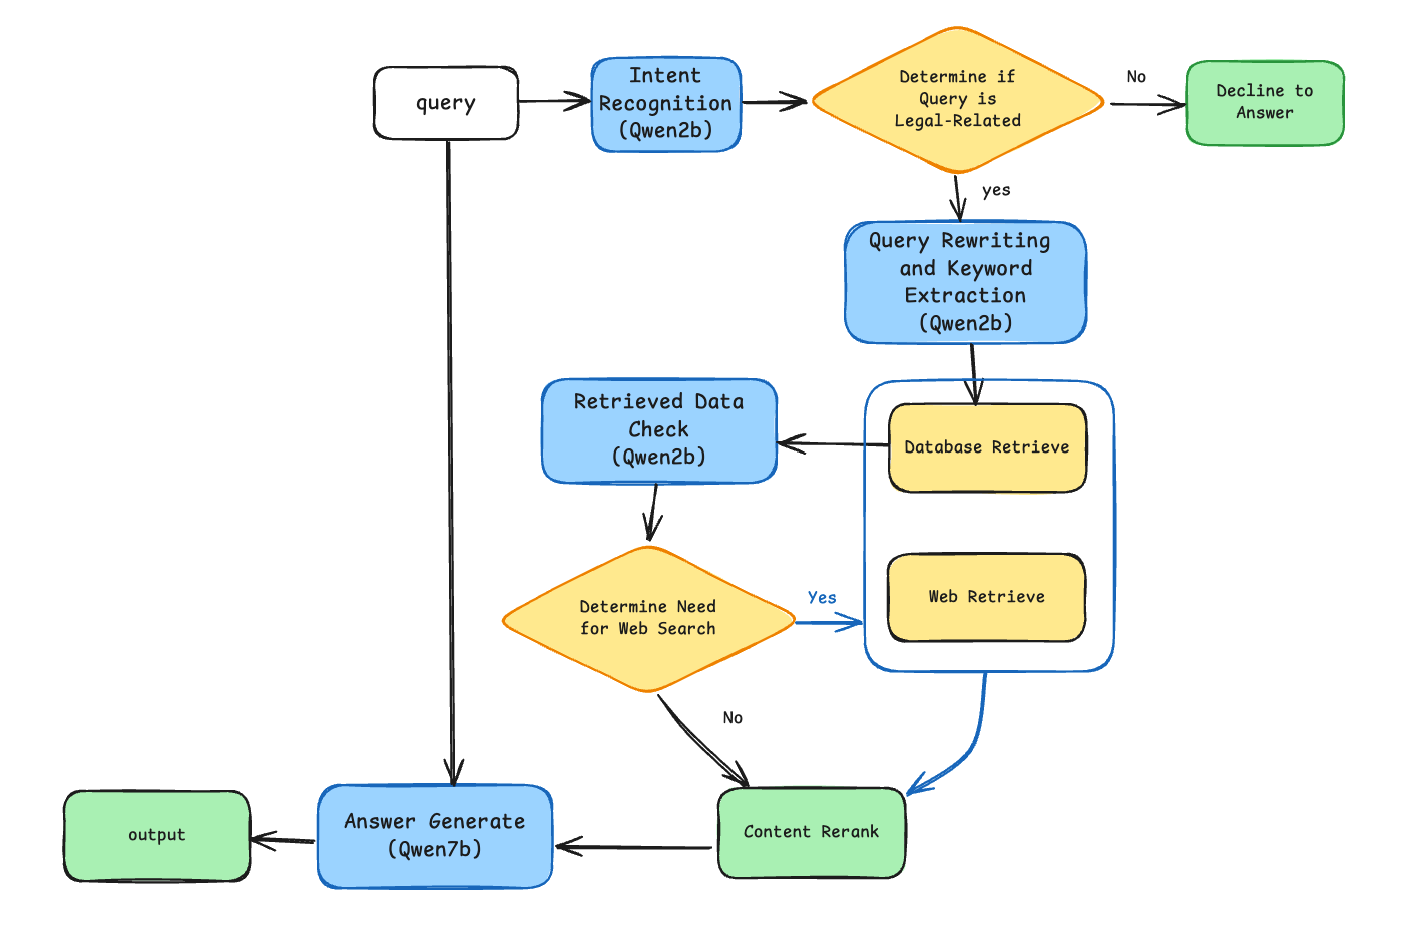 query
Intent
Recognition
(Qwen2b)
Determine if
Query is
Legal-Related
No
Decline to
Answer
yes
Query Rewriting
and Keyword
Extraction
(Qwen2b)
Retrieved Data
Check
(Qwen2b)
Database Retrieve
Determine Need
for Web Search
Yes
Web Retrieve
No
output
Answer Generate
(Qwen7b)
Content Rerank